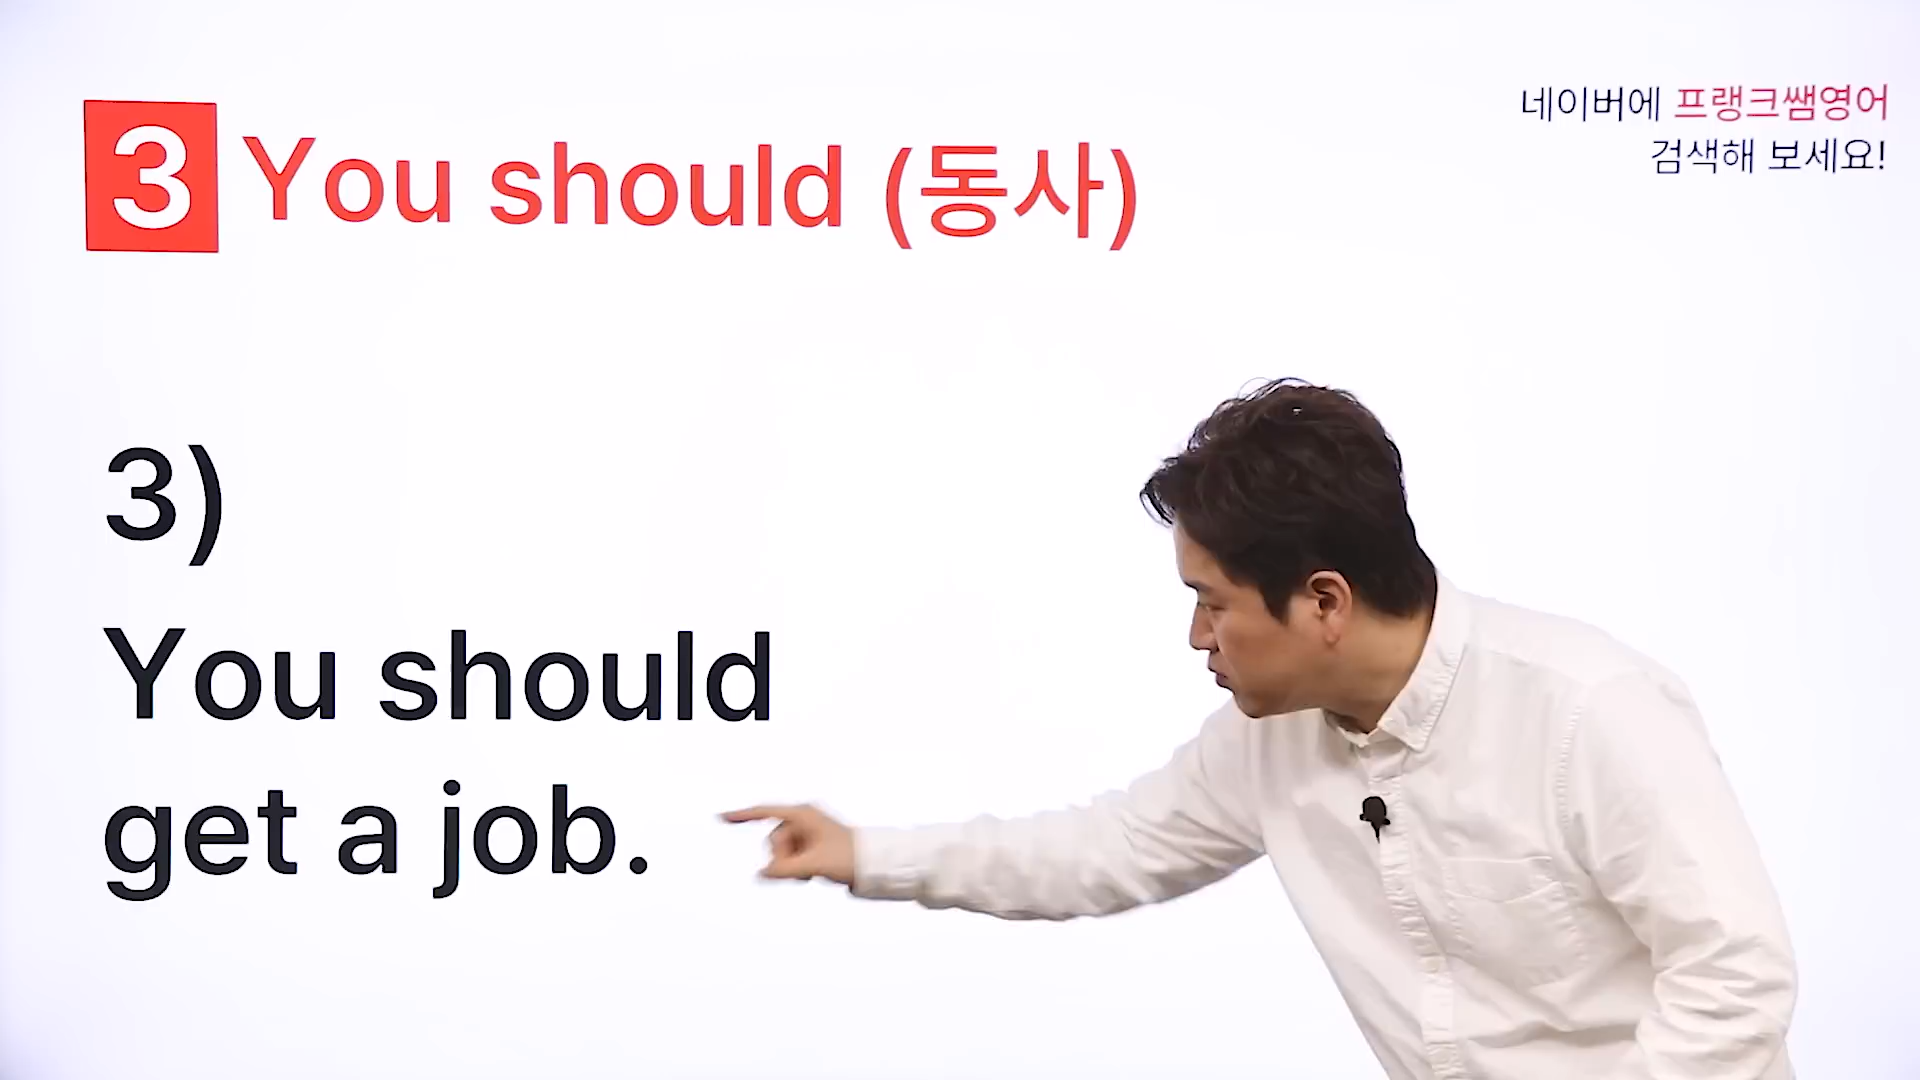 3 You should (동사)
네이버에 프랭크쌤영어
검색해 보세요!
3)
You should
get a job.